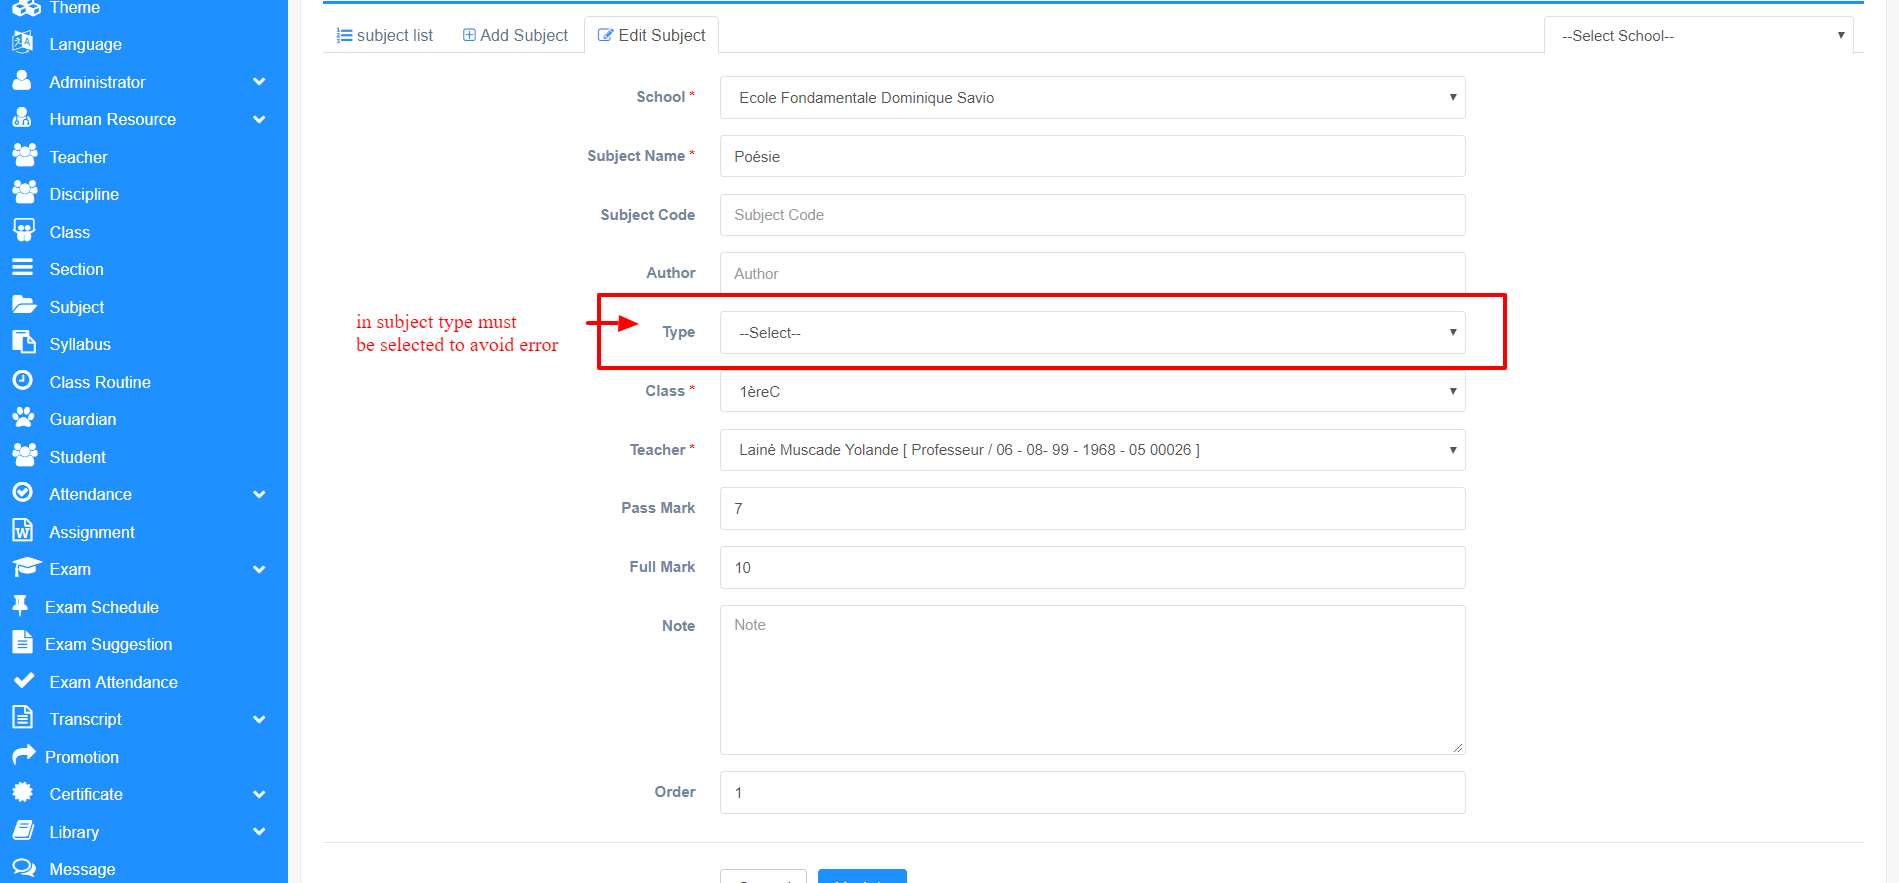 Theme
Language
Administrator
Human Resource
Teacher
Discipline
Class
Section
Subject
Syllabus
Class Routine
Guardian
Student
Attendance
Assignment
Exam
Exam Schedule
Exam Suggestion
Exam Attendance
Transcript
Promotion
Certificate
Library
Message
subject list
Add Subject
Edit Subject
--Select School--
School *
Ecole Fondamentale Dominique Savio
Subject Name *
Poésie
Subject Code
Subject Code
Author
Author
in subject type must
be selected to avoid error
Type
--Select--
Class *
1èreC
Teacher *
Lainé Muscade Yolande [ Professeur / 06 - 08- 99 - 1968 - 05 00026 ]
Pass Mark
7
Full Mark
10
Note
Note
Order
1